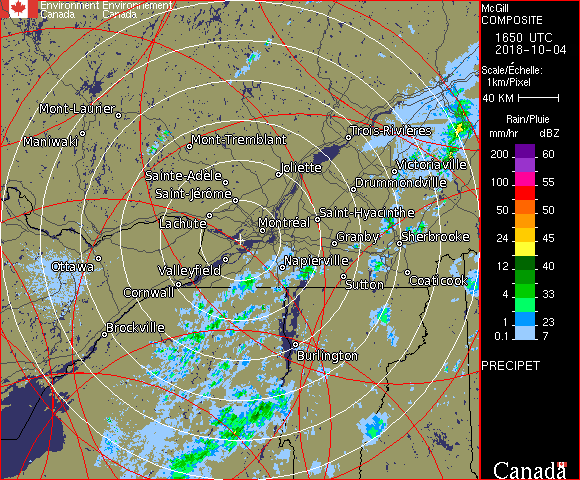 Environment Environnement
Canada Canada
McGill
COMPOSITE
1650 UTC
2018-10-04
Scale/Échelle:
1km/Pixel
40 KM
Rain/Pluie
mm/hr dBZ
200 60
100 55
50 50
24 45
12 40
4 33
1 23
0.1 7
PRECIPET
Canada
Mont-Laurier
Maniwaki
Mont-Tremblant
Trois-Rivières
Joliette
Victoriaville
Sainte-Adèle
Drummondville
Saint-Jérôme
Saint-Hyacinthe
Lachute
Montréal
Granby
Sherbrooke
Ottawa
Valleyfield
Napierville
Cornwall
Sutton
Coaticook
Brockville
Burlington